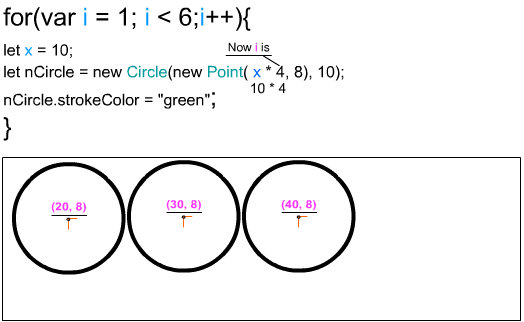 for(var i = 1; i < 6;i++){
let x = 10;
Now i is
let nCircle = new Circle(new Point( x * 4, 8), 10);
10 * 4
nCircle.strokeColor = "green";
}
(20, 8) (30, 8) (40, 8)